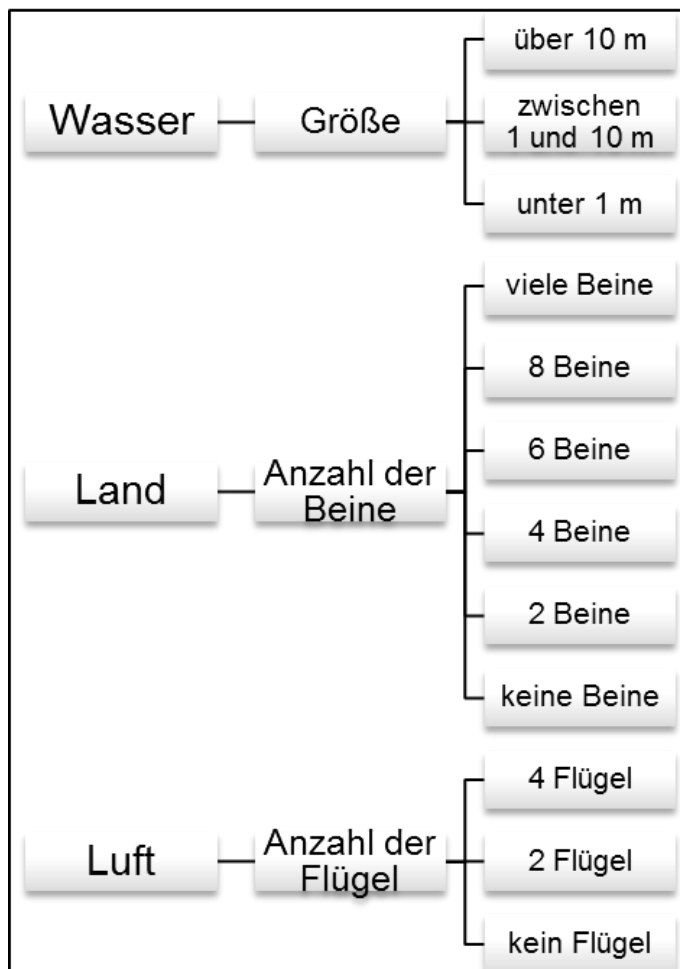 Wasser
Größe
über 10 m
zwischen
1 und 10 m
unter 1 m
Land
Anzahl der
Beine
viele Beine
8 Beine
6 Beine
4 Beine
2 Beine
keine Beine
Luft
Anzahl der
Flügel
4 Flügel
2 Flügel
kein Flügel